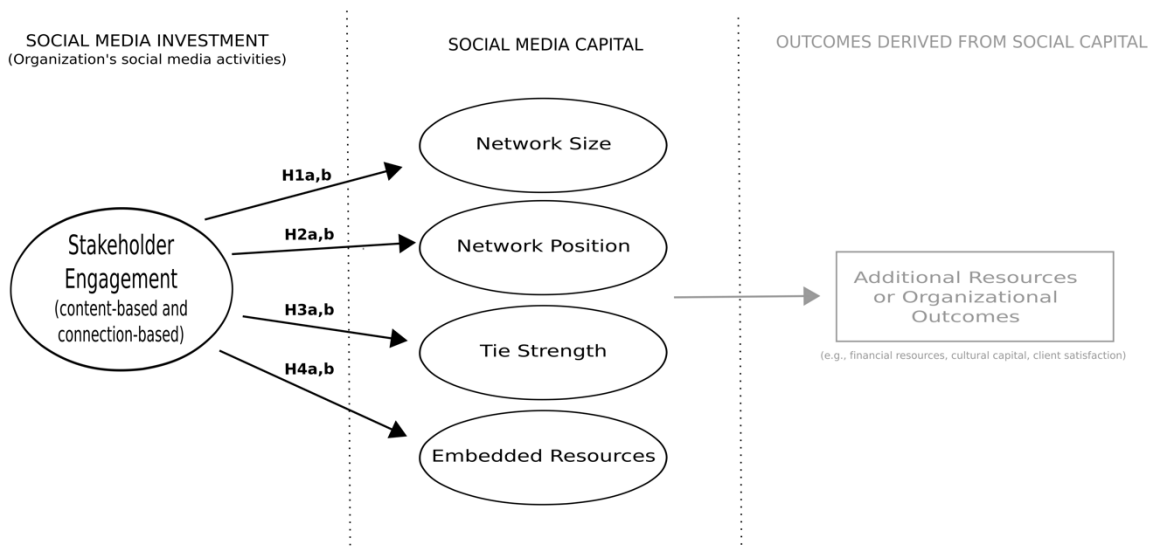 SOCIAL MEDIA INVESTMENT
(Organization's social media activities)
SOCIAL MEDIA CAPITAL
OUTCOMES DERIVED FROM SOCIAL CAPITAL
Stakeholder
Engagement
(content-based and
connection-based)
H1a,b
H2a,b
H3a,b
H4a,b
Network Size
Network Position
Tie Strength
Embedded Resources
Additional Resources
or Organizational
Outcomes
(e.g., financial resources, cultural capital, client satisfaction)